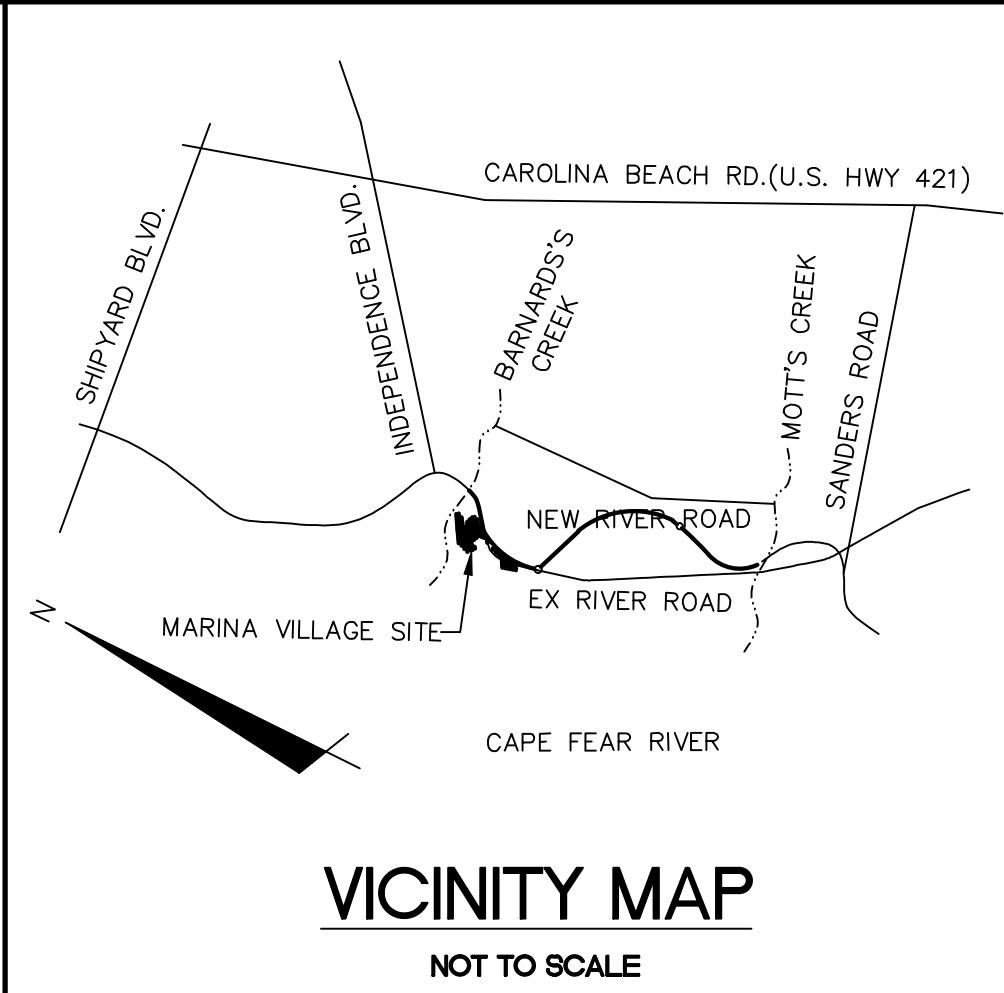 CAROLINA BEACH RD.(U.S. HWY 421)
SHIPYARD BLVD.
INDEPENDENCE BLVD.
BARNARDS'S
CREEK
MOTT'S CREEK
SANDERS ROAD
NEW RIVER ROAD
EX RIVER ROAD
N
MARINA VILLAGE SITE
CAPE FEAR RIVER
VICINITY MAP
NOT TO SCALE